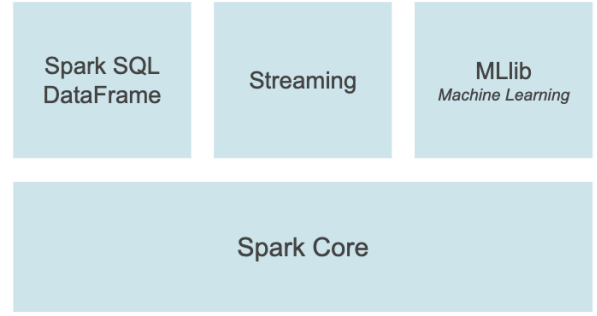 Spark SQL
DataFrame
Streaming
MLlib
Machine Learning
Spark Core